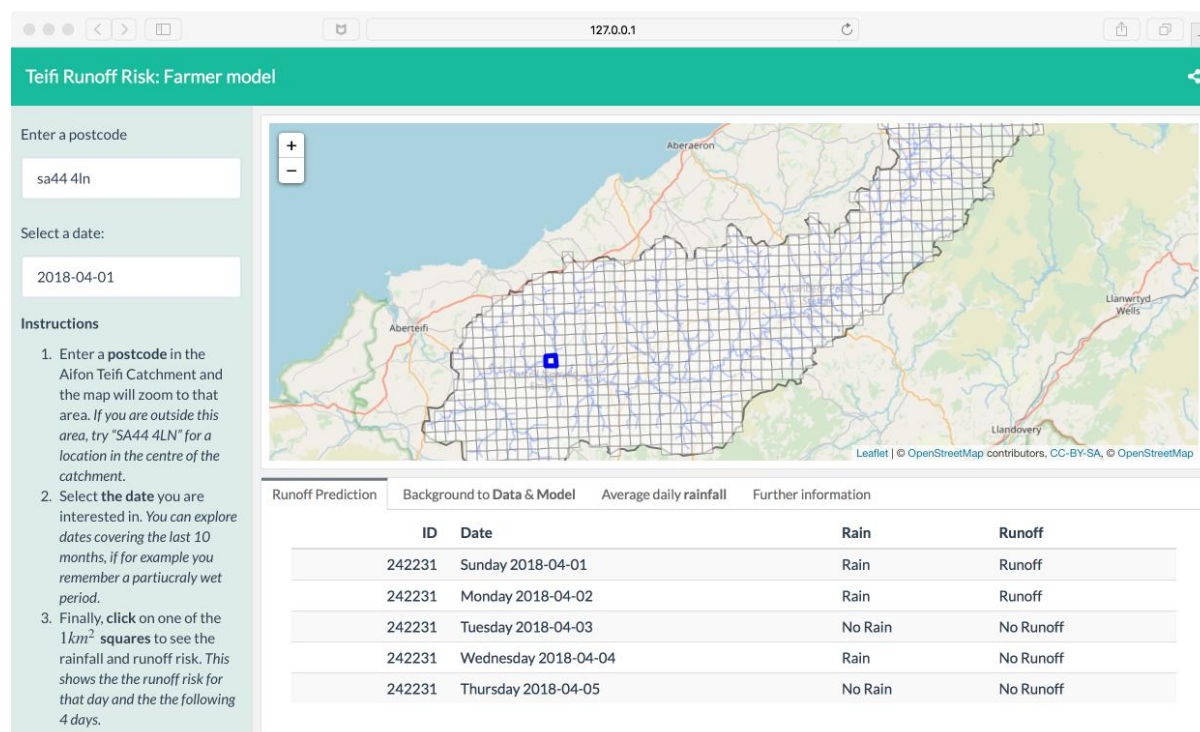 127.0.0.1
Teifi Runoff Risk: Farmer model
Enter a postcode
sa44 4ln
Select a date:
2018-04-01
Instructions
1. Enter a postcode in the
Aifon Teifi Catchment and
the map will zoom to that
area. If you are outside this
area, try "SA44 4LN" for a
location in the centre of the
catchment.
2. Select the date you are
interested in. You can explore
dates covering the last 10
months, if for example you
remember a partiucraly wet
period.
3. Finally, click on one of the
1km² squares to see the
rainfall and runoff risk. This
shows the the runoff risk for
that day and the the following
4 days.
+
−
Aberaeron
Aberteifi
Llanwrtyd
Wells
Llandovery
Leaflet | © OpenStreetMap contributors, CC-BY-SA, © OpenStreetMap
Runoff Prediction Background to Data & Model Average daily rainfall Further information
ID Date Rain Runoff
242231 Sunday 2018-04-01 Rain Runoff
242231 Monday 2018-04-02 Rain Runoff
242231 Tuesday 2018-04-03 No Rain No Runoff
242231 Wednesday 2018-04-04 Rain No Runoff
242231 Thursday 2018-04-05 No Rain No Runoff